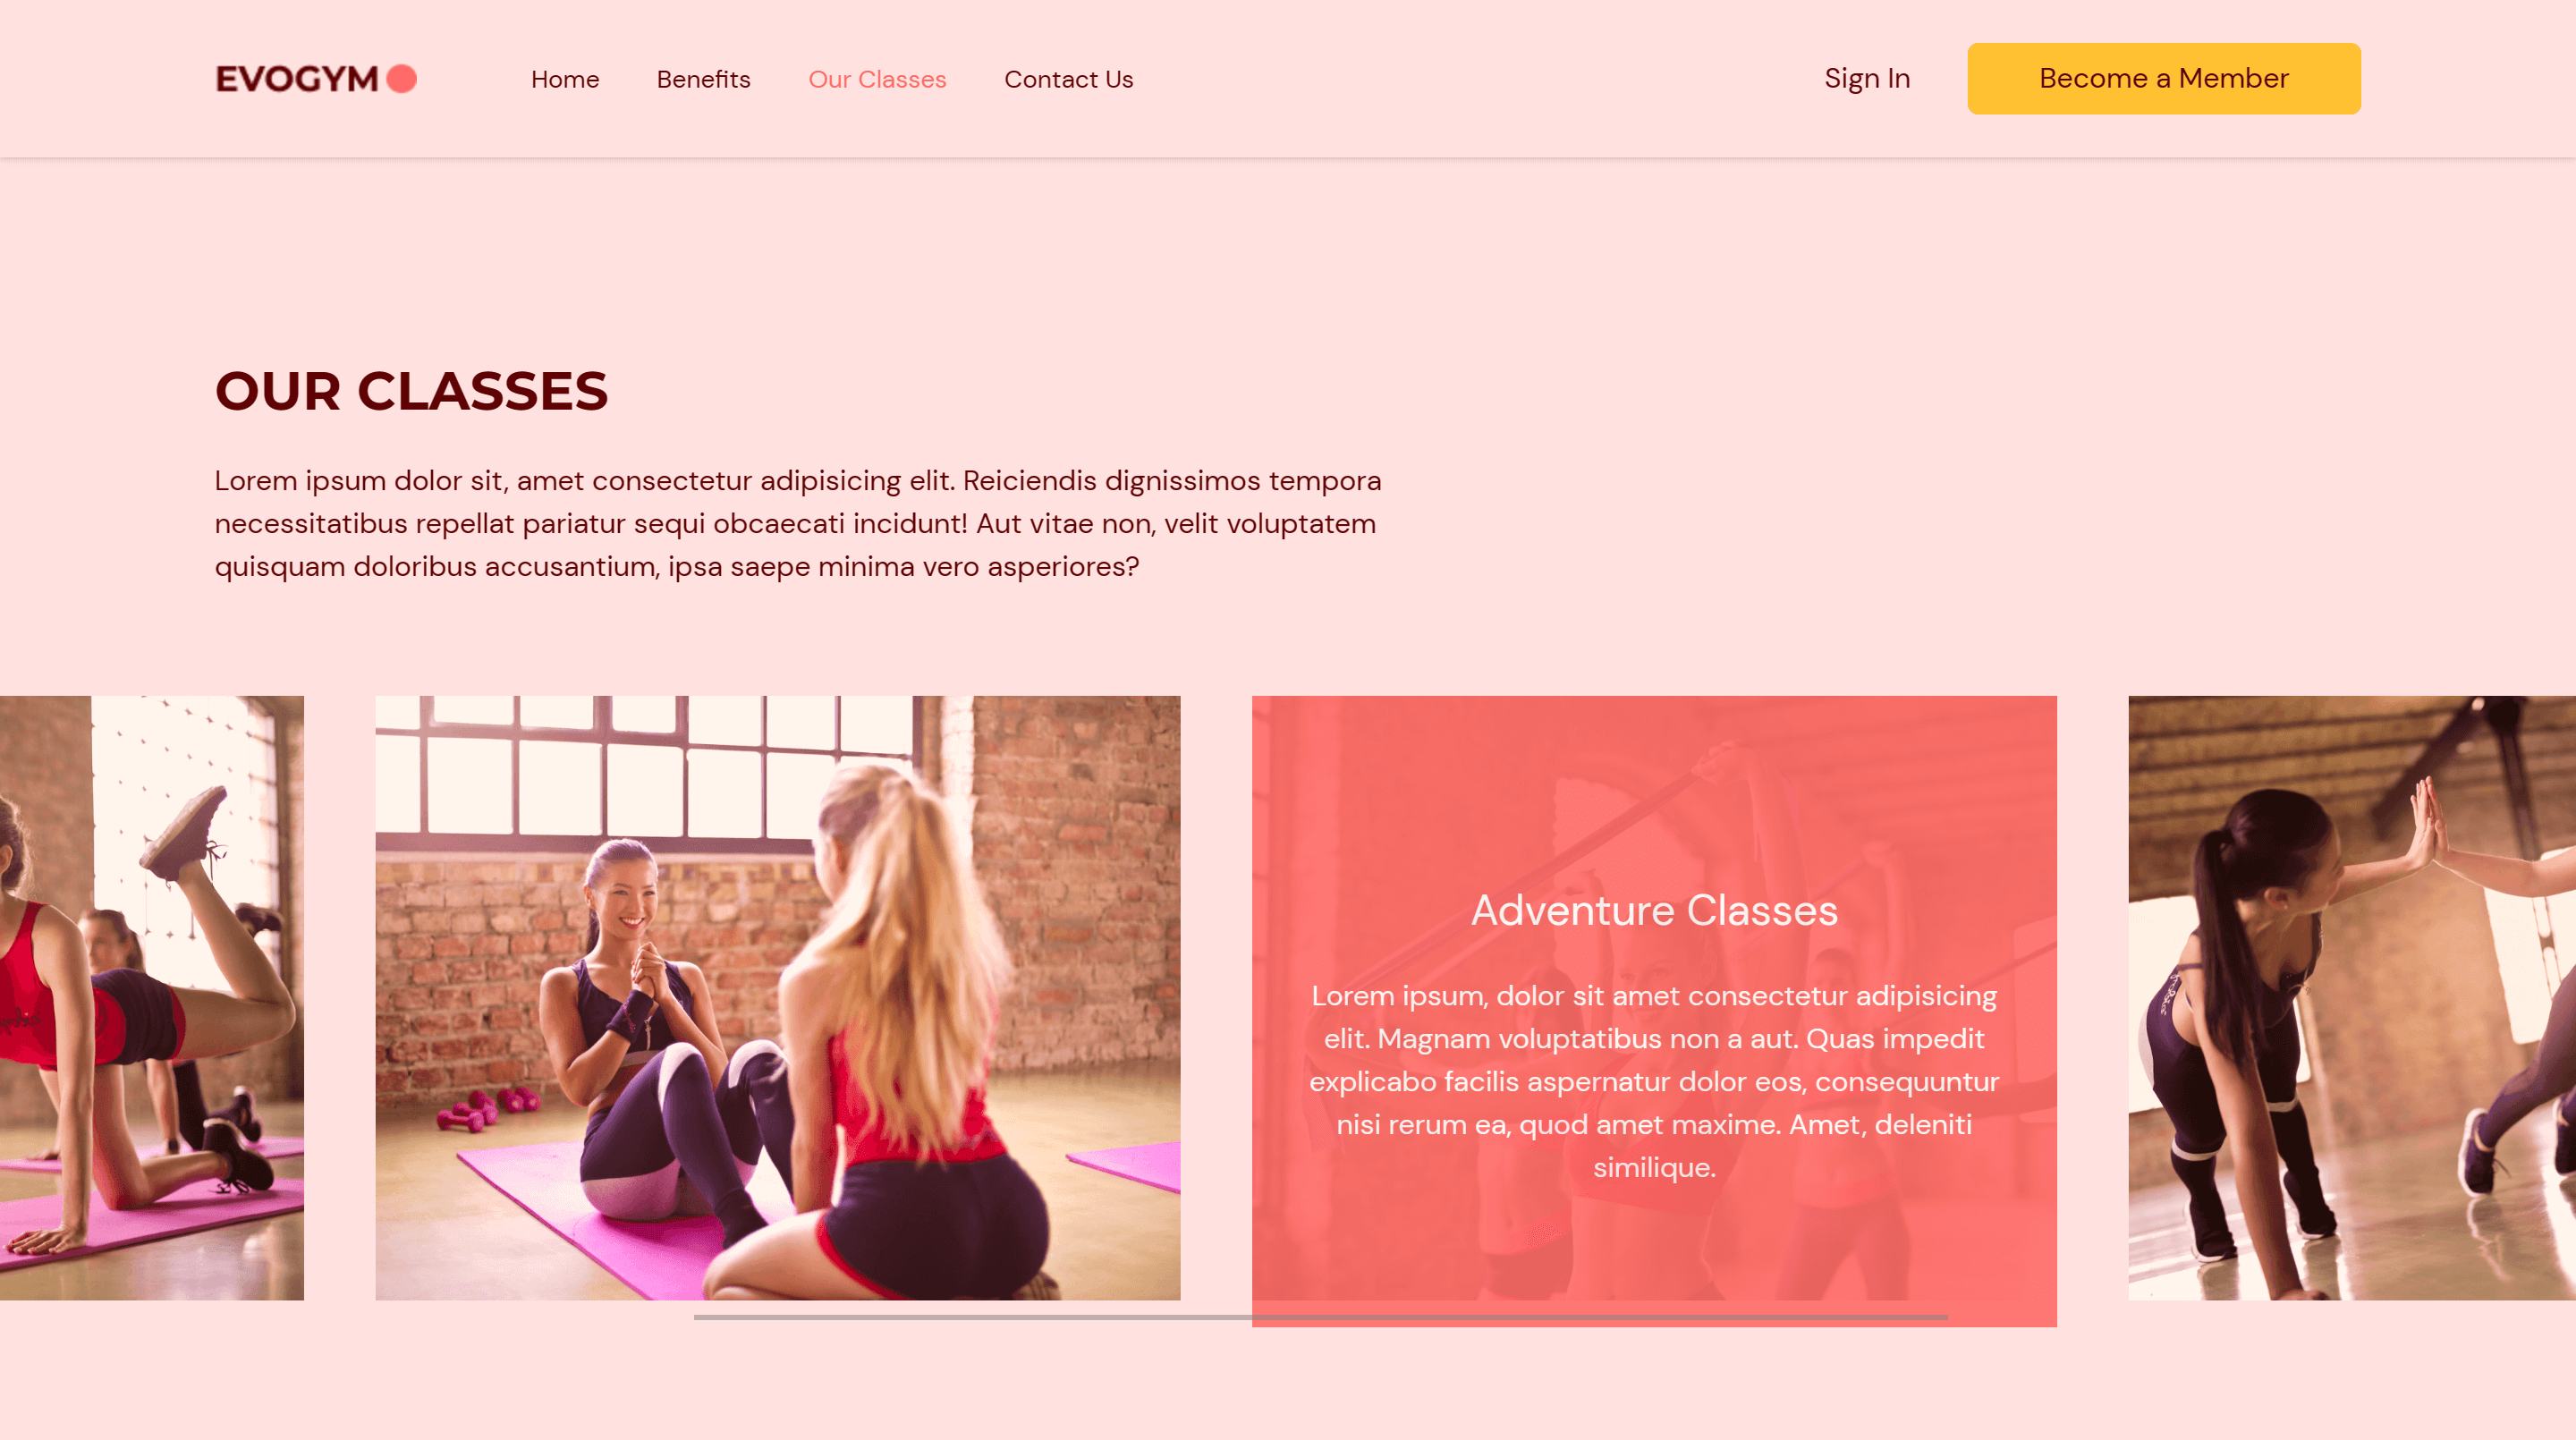 EVOGYM
Home
Benefits
Our Classes
Contact Us
Sign In
Become a Member
OUR CLASSES
Lorem ipsum dolor sit, amet consectetur adipisicing elit. Reiciendis dignissimos tempora
necessitatibus repellat pariatur sequi obcaecati incidunt! Aut vitae non, velit voluptatem
quisquam doloribus accusantium, ipsa saepe minima vero asperiores?
Adventure Classes
Lorem ipsum, dolor sit amet consectetur adipisicing
elit. Magnam voluptatibus non a aut. Quas impedit
explicabo facilis aspernatur dolor eos, consequuntur
nisi rerum ea, quod amet maxime. Amet, deleniti
similique.